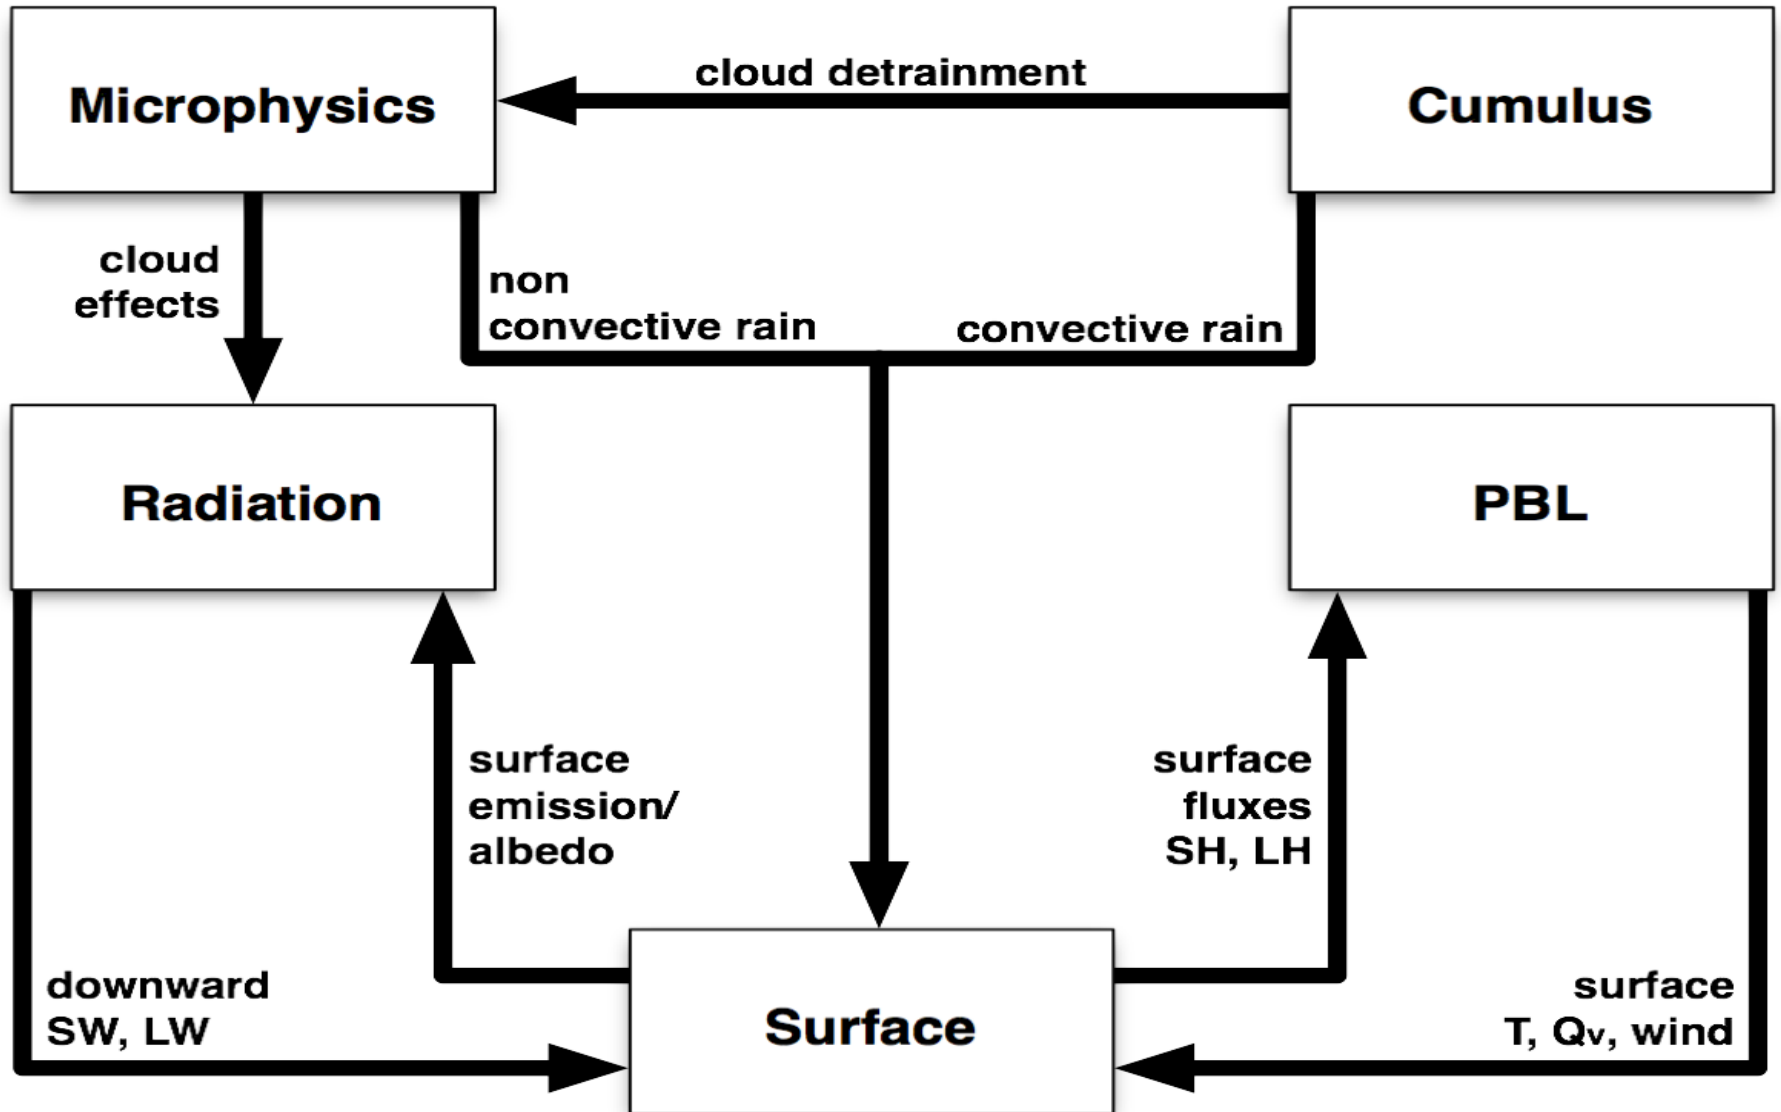 Microphysics
cloud detrainment
Cumulus
cloud
effects
non
convective rain
convective rain
Radiation
PBL
surface
emission/
albedo
surface
fluxes
SH, LH
downward
SW, LW
Surface
surface
T, Qv, wind